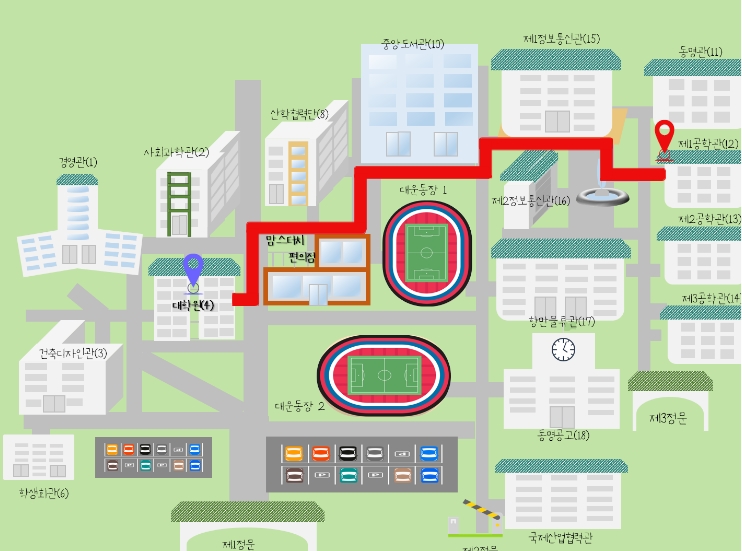 제1정보통신관(15)
중앙도서관(10)
동명관(11)
산학협력단(8)
제1공학관(12)
사회과학관(2)
경영관(1)
대운동장 1
제2정보통신관(16)
제2공학관(13)
맘스터치
편의점
제3공학관(14)
대학원(4)
항만물류관(17)
건축디자인관(3)
대운동장 2
제3정문
동명공고(18)
학생회관(6)
국제산업협력관
제1정문
제2정문